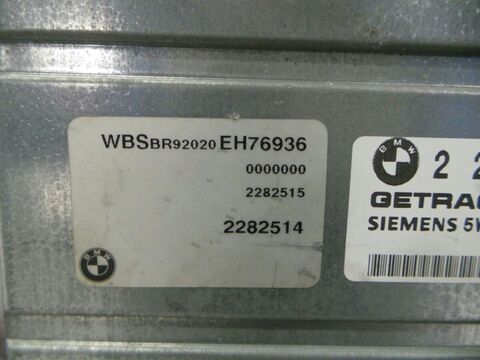 WBSBR92020EH76936
0000000
2282515
2282514
BMW
BMW
2 2
GETRAG
SIEMENS 5W